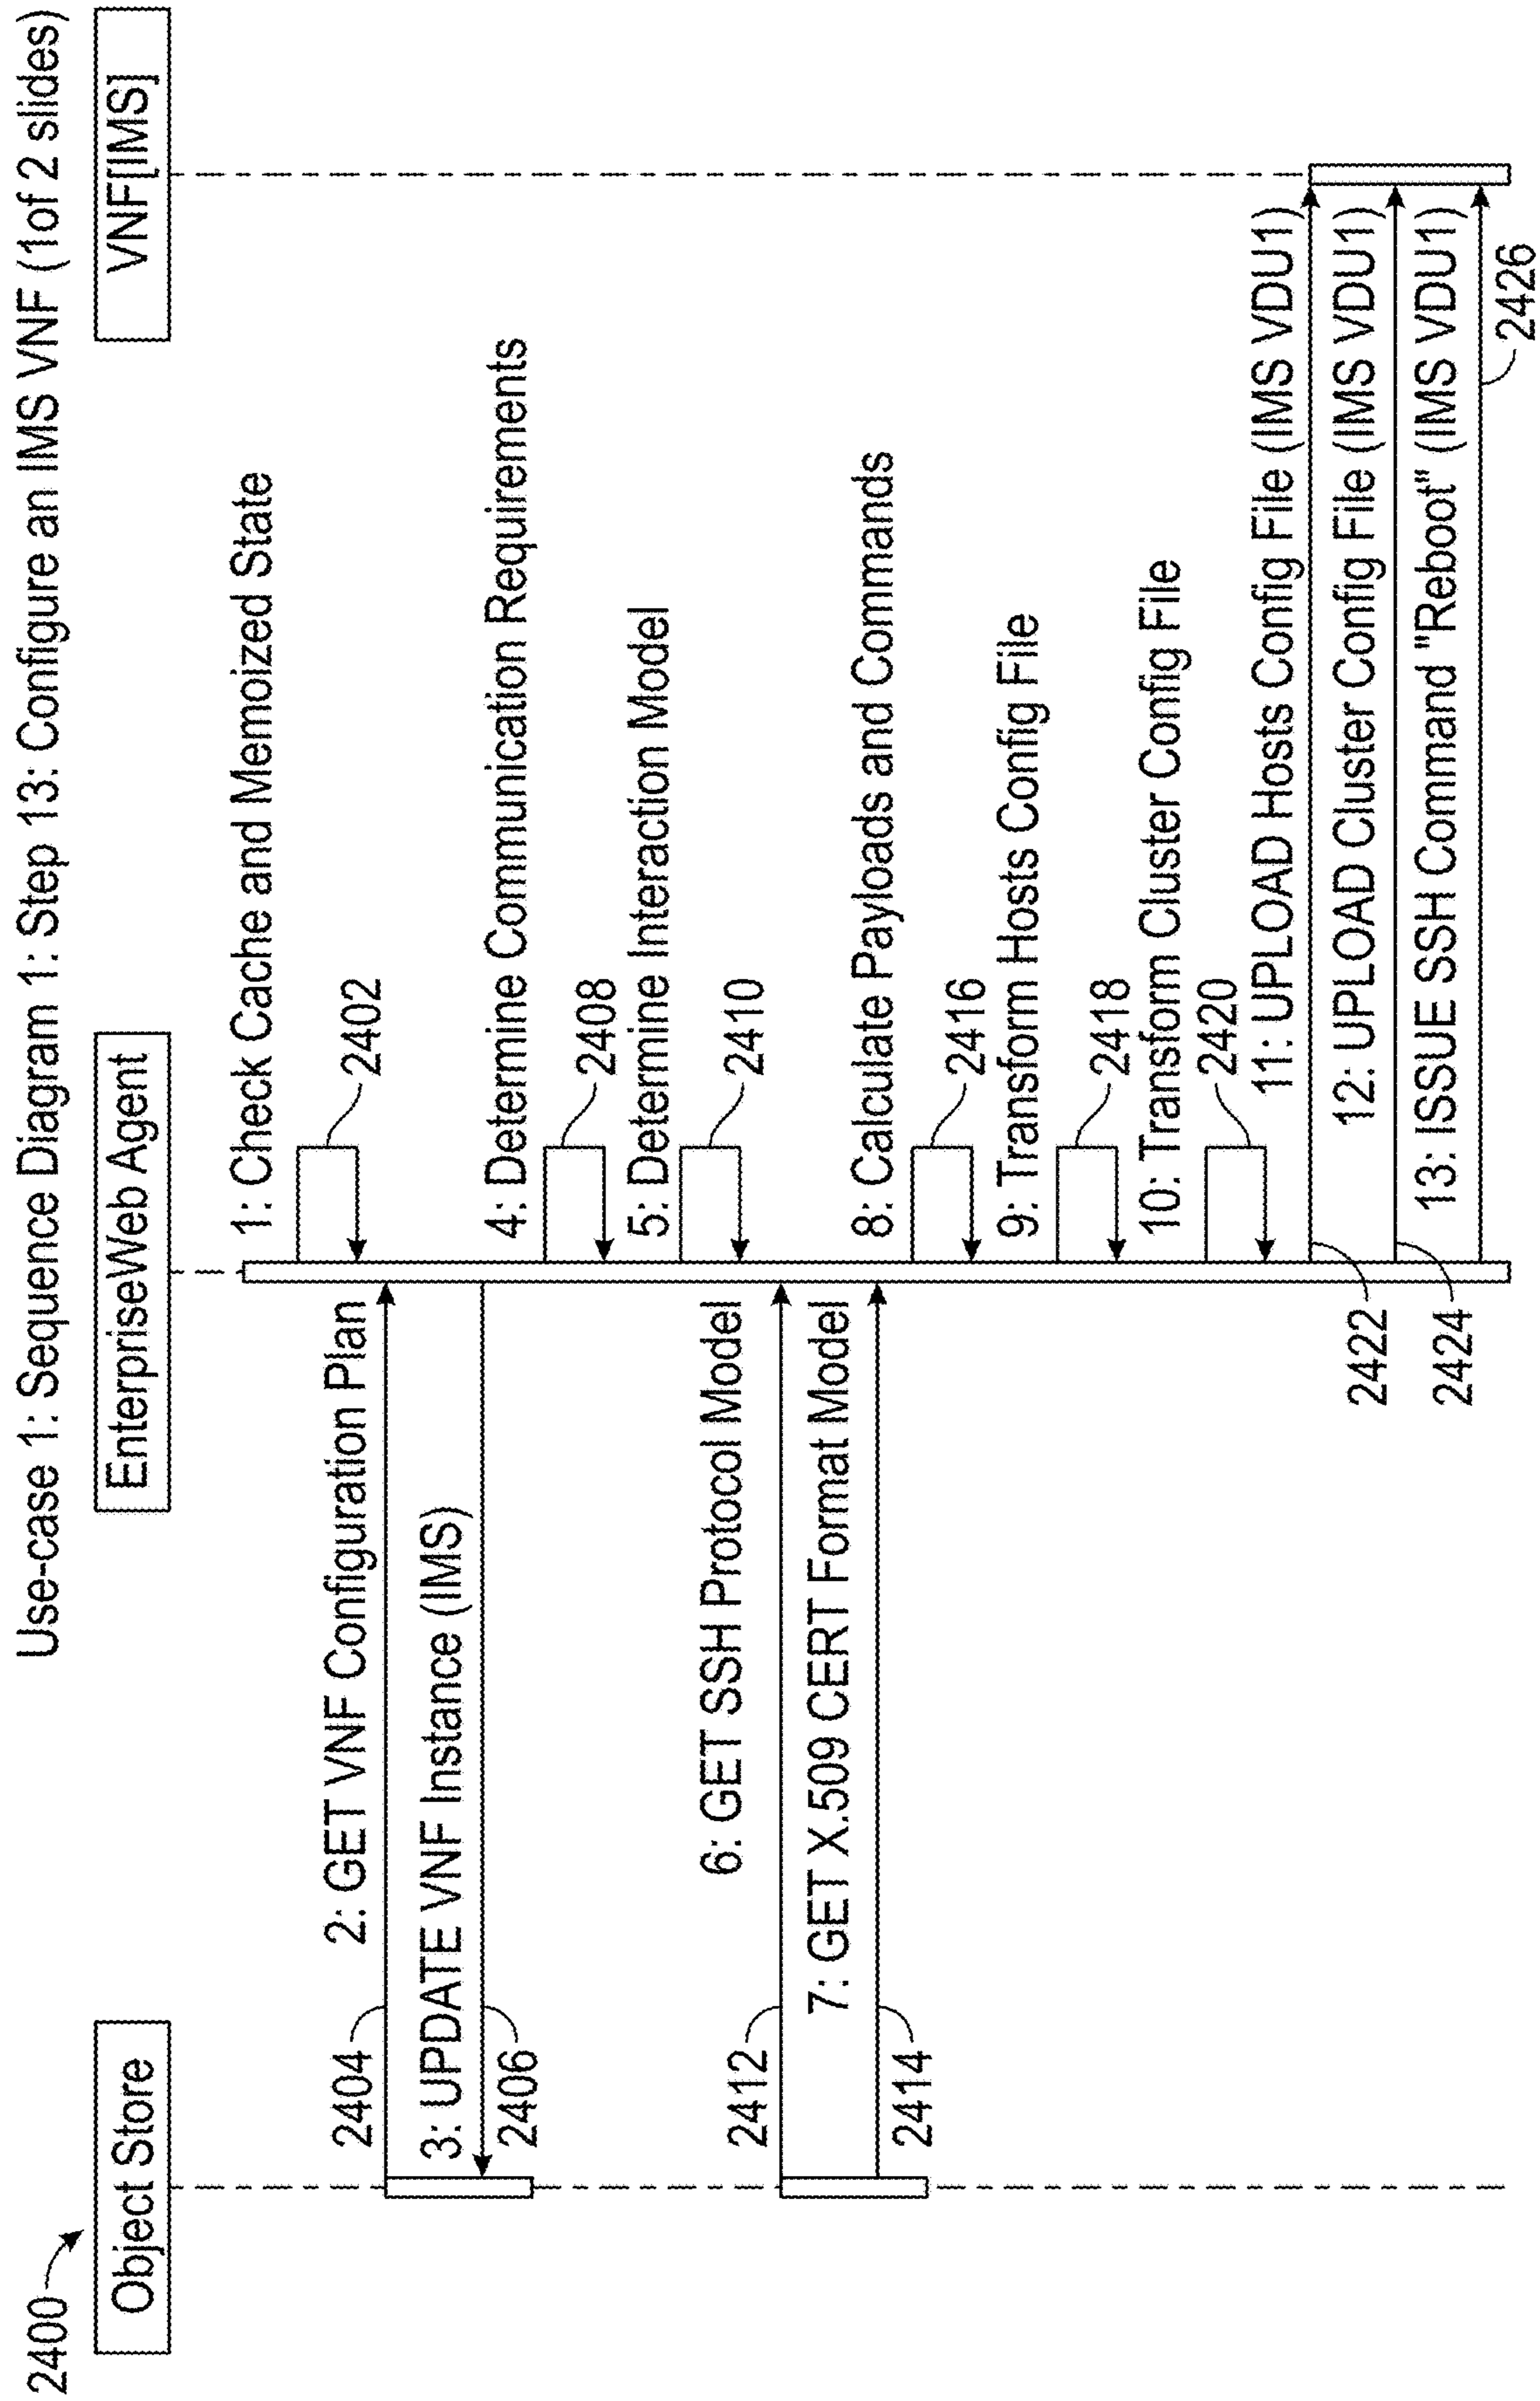 Use-case 1: Sequence Diagram 1: Step 13: Configure an IMS VNF (1of 2 slides)
2400
Object Store
EnterpriseWeb Agent
VNF[IMS]
1: Check Cache and Memoized State
2402
2: GET VNF Configuration Plan
2404
3: UPDATE VNF Instance (IMS)
2406
4: Determine Communication Requirements
2408
5: Determine Interaction Model
2410
6: GET SSH Protocol Model
2412
7: GET X.509 CERT Format Model
2414
8: Calculate Payloads and Commands
2416
9: Transform Hosts Config File
2418
10: Transform Cluster Config File
2420
11: UPLOAD Hosts Config File (IMS VDU1)
2422
12: UPLOAD Cluster Config File (IMS VDU1)
2424
13: ISSUE SSH Command "Reboot" (IMS VDU1)
2426